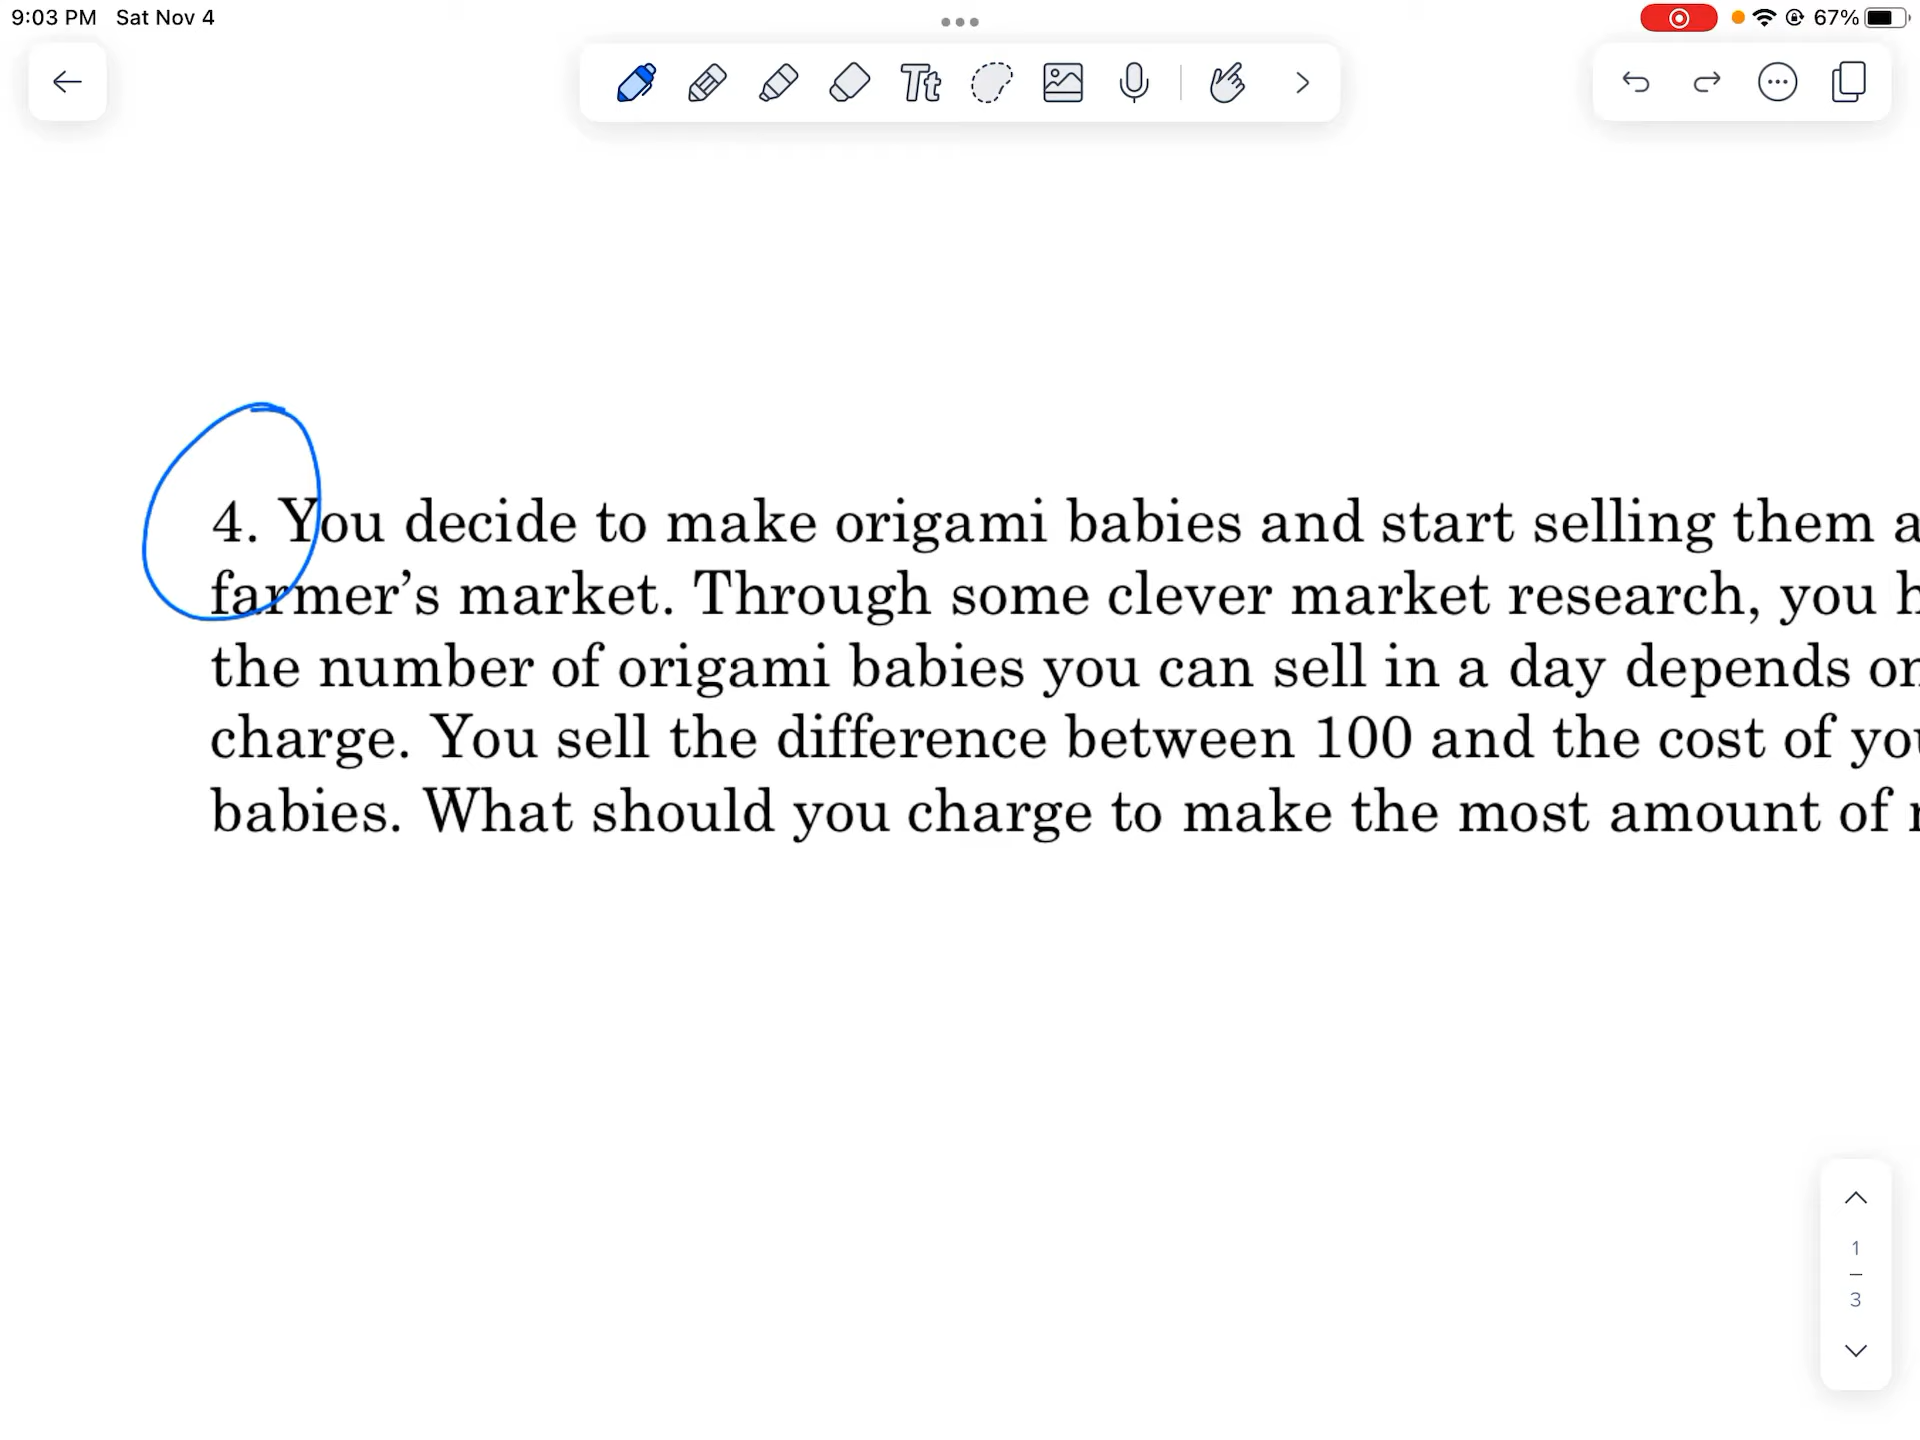 9:03 PM Sat Nov 4
67%
Tt
4. You decide to make origami babies and start selling them a
farmer’s market. Through some clever market research, you h
the number of origami babies you can sell in a day depends on
charge. You sell the difference between 100 and the cost of you
babies. What should you charge to make the most amount of
1
3